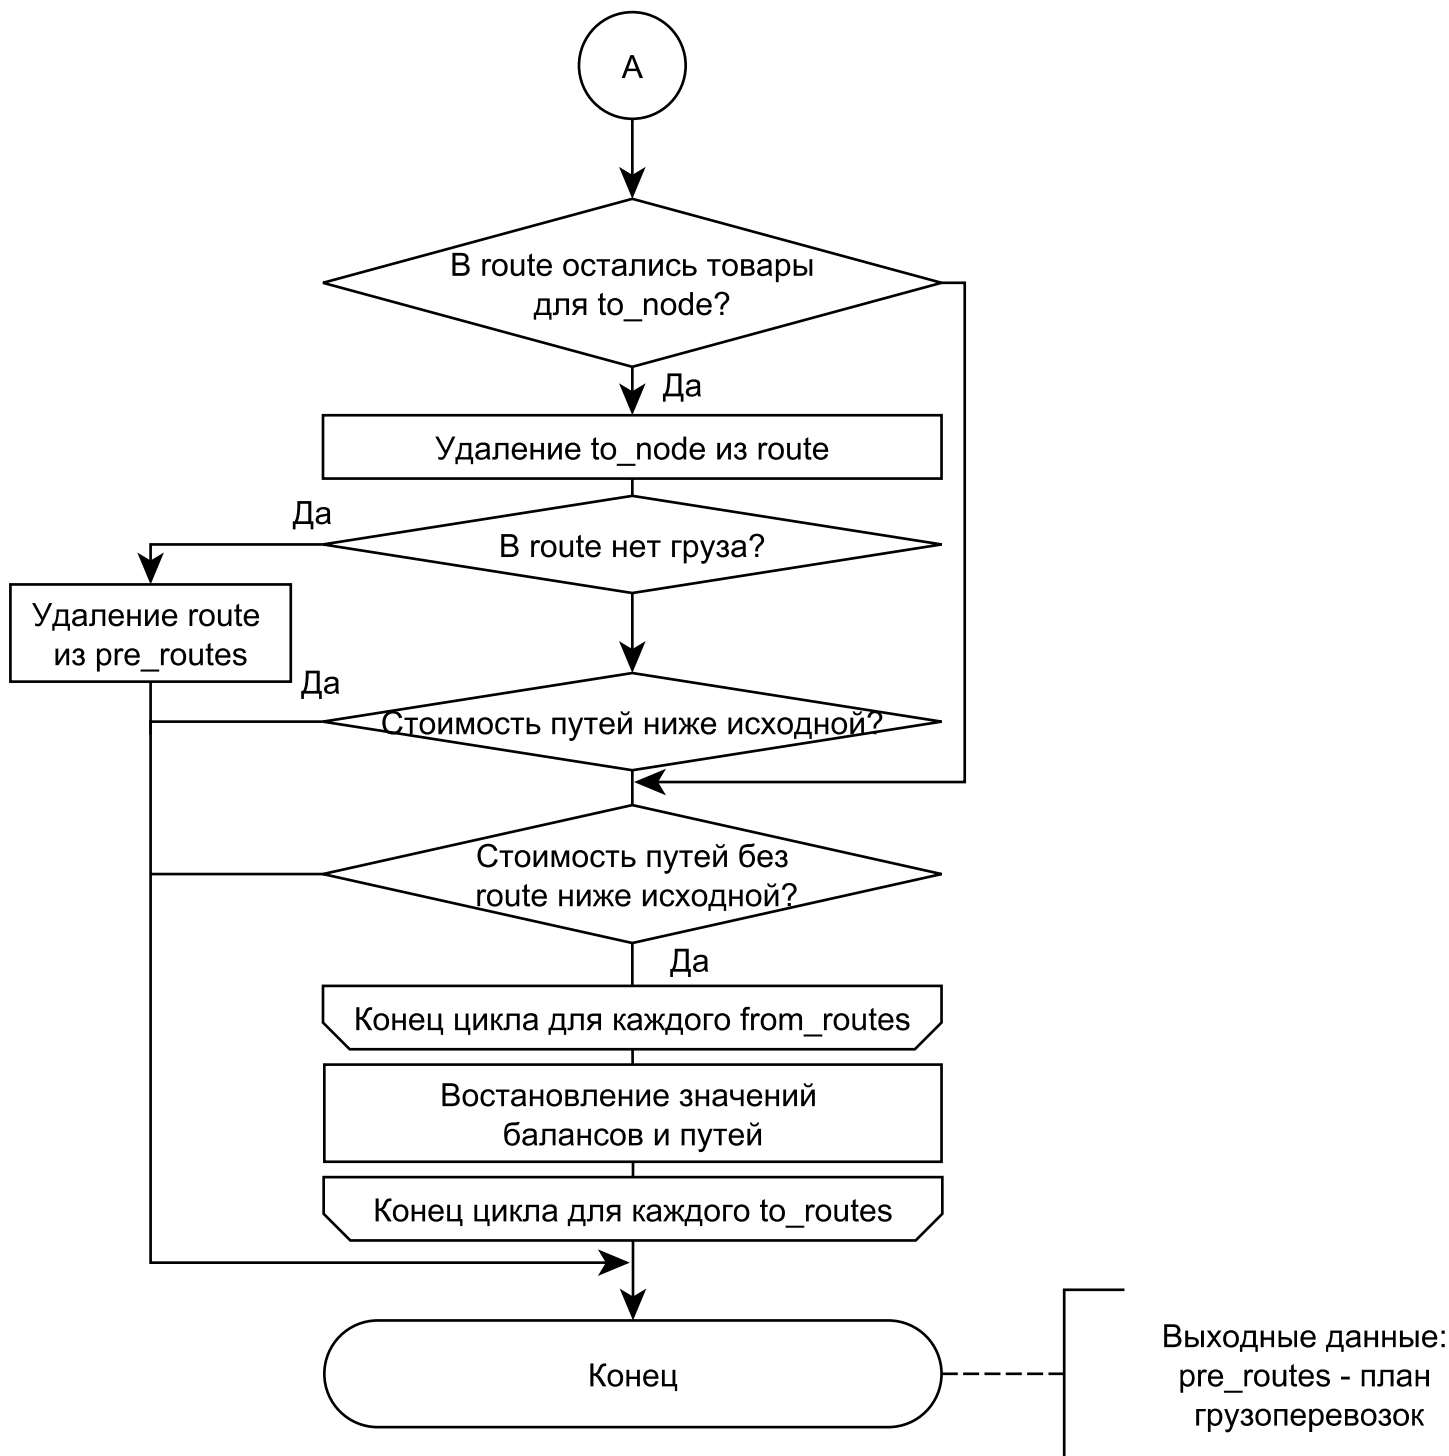 А
В route остались товары
для to_node?
Да
Удаление to_node из route
Да
В route нет груза?
Удаление route
из pre_routes
Да
Стоимость путей ниже исходной?
Стоимость путей без
route ниже исходной?
Да
Конец цикла для каждого from_routes
Востановление значений
балансов и путей
Конец цикла для каждого to_routes
Конец
Выходные данные:
pre_routes - план
грузоперевозок